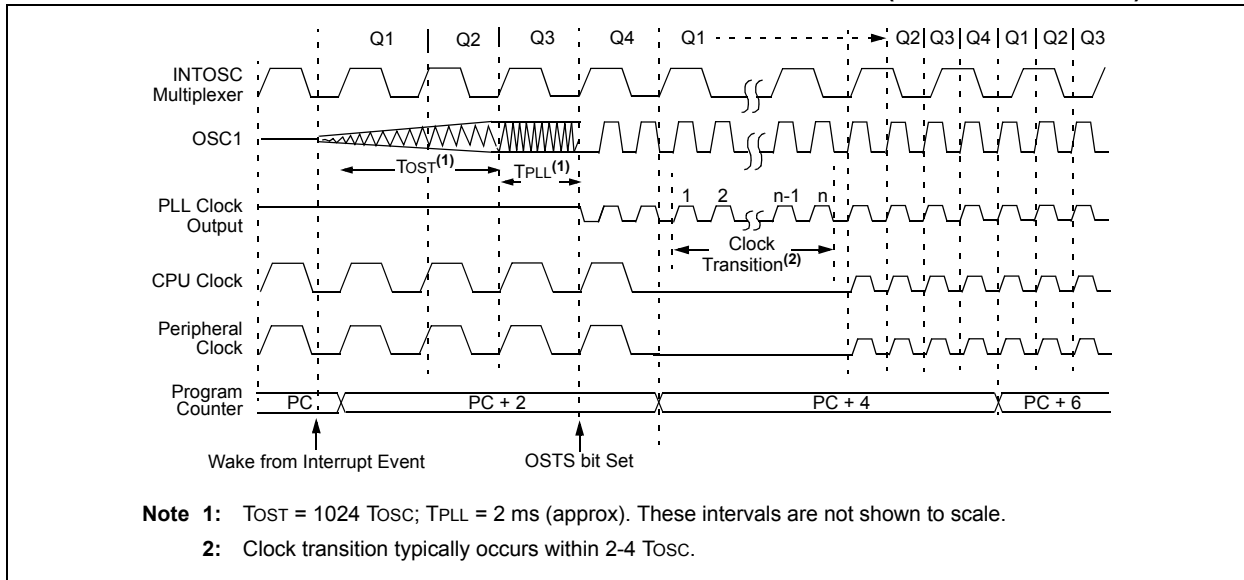 Q1 Q2 Q3 Q4 Q1 Q2 Q3 Q4 Q1 Q2 Q3
INTOSC
Multiplexer
OSC1
TOST(1)
TPLL(1)
1 2 n-1 n
PLL Clock
Output
Clock
Transition(2)
CPU Clock
Peripheral
Clock
Program
Counter
PC PC + 2 PC + 4 PC + 6
Wake from Interrupt Event OSTS bit Set
Note 1: TOST = 1024 TOSC; TPLL = 2 ms (approx). These intervals are not shown to scale.
2: Clock transition typically occurs within 2-4 TOSC.